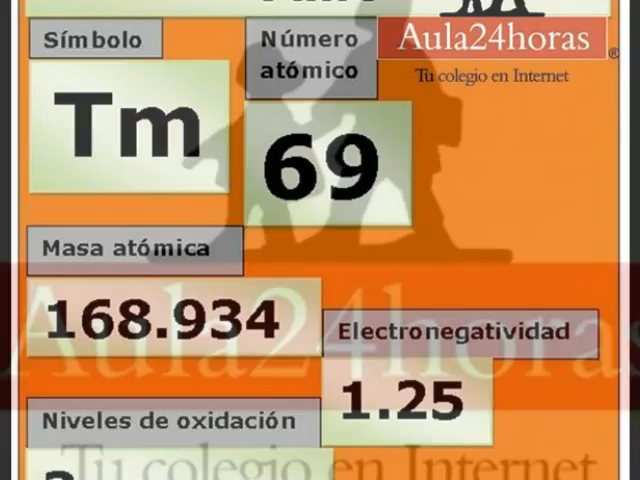 Símbolo
Número
atómico
Aula24horas
®
Tu colegio en Internet
Tm
69
Masa atómica
168.934
Electronegatividad
1.25
Niveles de oxidación
Aula24horas
Tu colegio en Internet